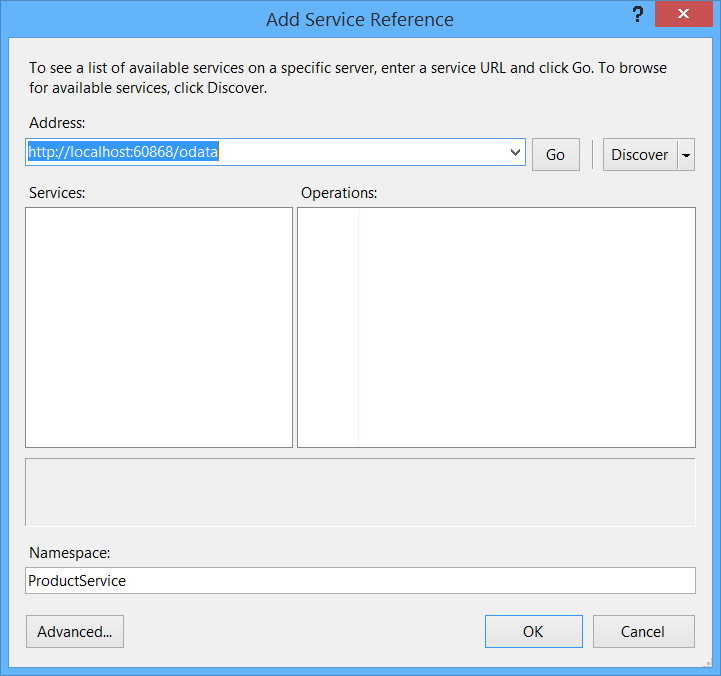 Add Service Reference
?
To see a list of available services on a specific server, enter a service URL and click Go. To browse
for available services, click Discover.
Address:
http://localhost:60868/odata
Go
Discover
Services:
Operations:
Namespace:
ProductService
Advanced...
OK
Cancel